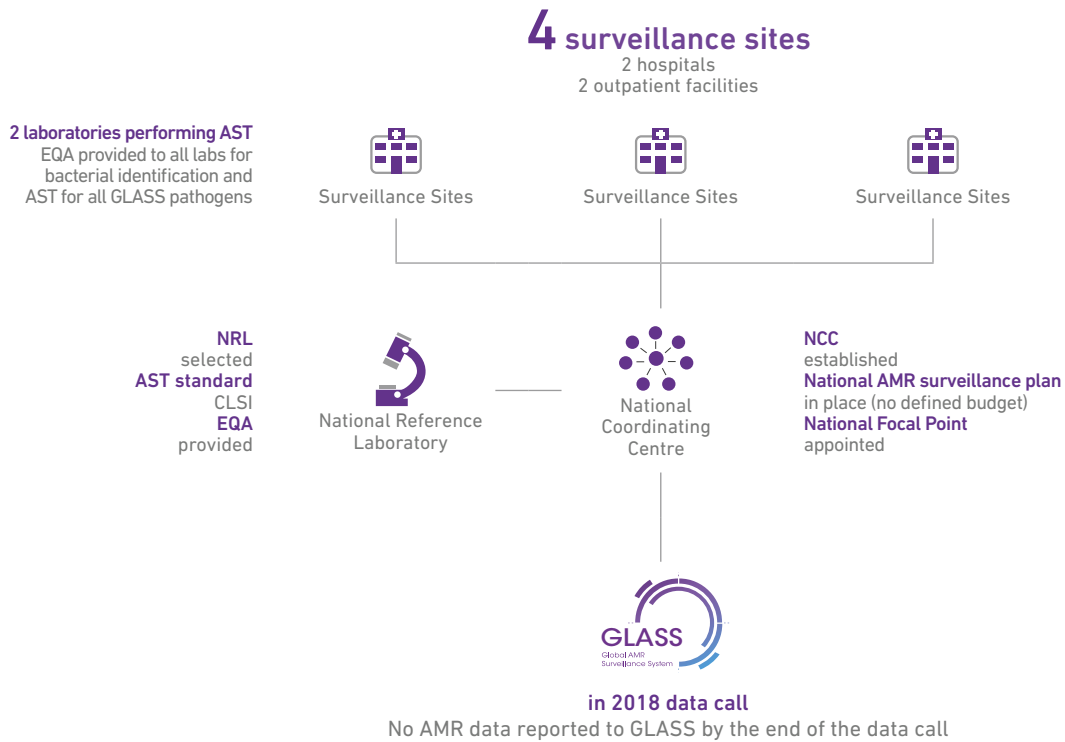 4 surveillance sites
2 hospitals
2 outpatient facilities
2 laboratories performing AST
EQA provided to all labs for
bacterial identification and
AST for all GLASS pathogens
Surveillance Sites
Surveillance Sites
Surveillance Sites
NRL
selected
AST standard
CLSI
EQA
provided
National Reference
Laboratory
National
Coordinating
Centre
NCC
established
National AMR surveillance plan
in place (no defined budget)
National Focal Point
appointed
GLASS
Global AMR
Surveillance System
in 2018 data call
No AMR data reported to GLASS by the end of the data call